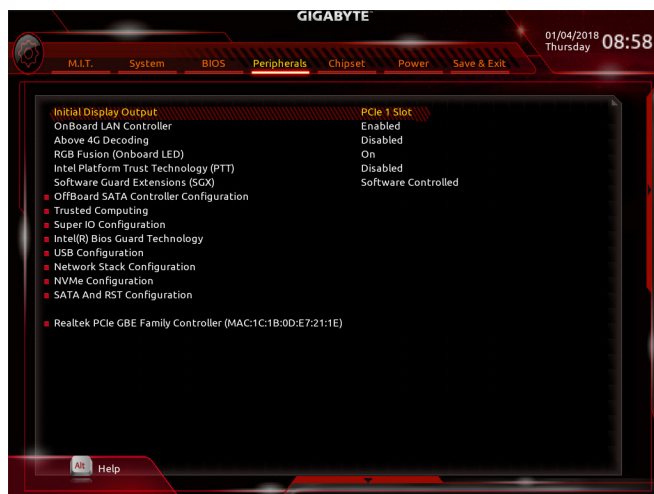 GIGABYTE™
01/04/2018
Thursday
08:58
M.I.T. System BIOS Peripherals Chipset Power Save & Exit
Initial Display Output PCIe 1 Slot
OnBoard LAN Controller Enabled
Above 4G Decoding Disabled
RGB Fusion (Onboard LED) On
Intel Platform Trust Technology (PTT) Disabled
Software Guard Extensions (SGX) Software Controlled
OffBoard SATA Controller Configuration
Trusted Computing
Super IO Configuration
Intel(R) Bios Guard Technology
USB Configuration
Network Stack Configuration
NVMe Configuration
SATA And RST Configuration
Realtek PCIe GBE Family Controller (MAC:1C:1B:0D:E7:21:1E)
Alt Help